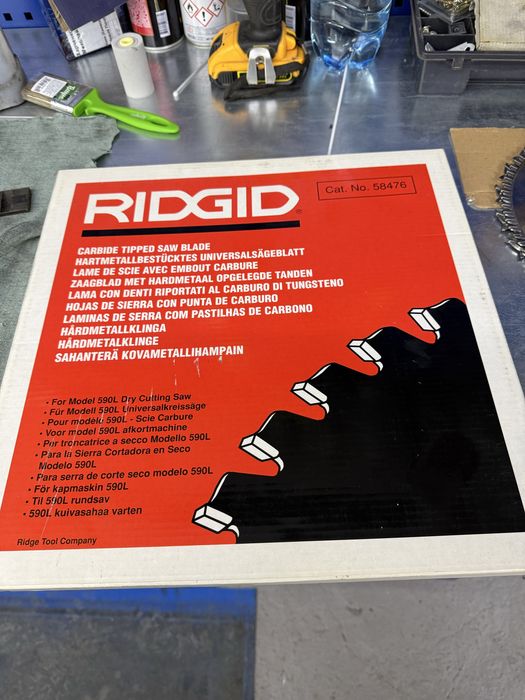 RIDGID®
Cat. No. 58476
CARBIDE TIPPED SAW BLADE
HARTMETALLBESTÜCKTES UNIVERSALSÄGEBLATT
LAME DE SCIE AVEC EMBOUT CARBURE
ZAAGBLAD MET HARDMETAAL OPGELEGDE TANDEN
LAMA CON DENTI RIPORTATI AL CARBURO DI TUNGSTENO
HOJAS DE SIERRA CON PUNTA DE CARBURO
LAMINAS DE SERRA COM PASTILHAS DE CARBONO
HÅRDMETALLKLINGA
HÅRDMETALKLINGE
SAHANTERÄ KOVAMETALLIHAMPAIN
• For Model 590L Dry Cutting Saw
• Für Modell 590L Universalkreissäge
• Pour modèle 590L - Scie Carbure
• Voor model 590L afkortmachine
• Per troncatrice a secco Modello 590L
• Para la Sierra Cortadora en Seco
Modelo 590L
• Para serra de corte seco modelo 590L
• För kapmaskin 590L
• Til 590L rundsav
• 590L kuivasahaa varten
Ridge Tool Company